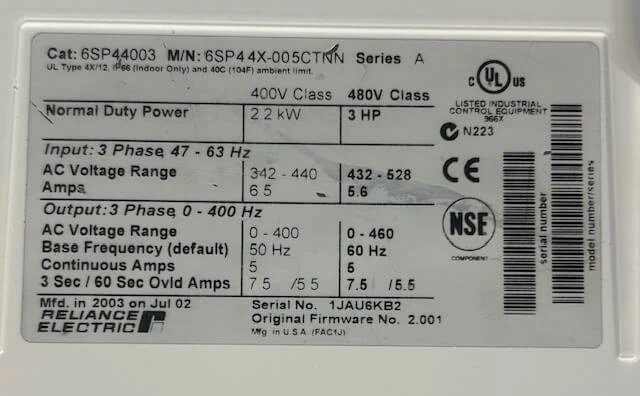 Cat: 6SP44003 M/N: 6SP44X-005CTNN Series A
UL Type 4X/12, IP66 (Indoor Only) and 40C (104F) ambient limit.
400V Class 480V Class
Normal Duty Power 2.2 kW 3 HP
Input: 3 Phase, 47 - 63 Hz
AC Voltage Range 342 - 440 432 - 528
Amps 6.5 5.6
Output: 3 Phase, 0 - 400 Hz
AC Voltage Range 0 - 400 0 - 460
Base Frequency (default) 50 Hz 60 Hz
Continuous Amps 5 5
3 Sec / 60 Sec Ovld Amps 7.5 /5.5 7.5 /5.5
Mfd. in 2003 on Jul 02
RELIANCE
ELECTRIC
Serial No. 1JAU6KB2
Original Firmware No. 2.001
Mfg in U.S.A (FAC1J)
C UL US
LISTED INDUSTRIAL
CONTROL EQUIPMENT
966X
N223
CE
NSF
COMPONENT
serial number
model number/series